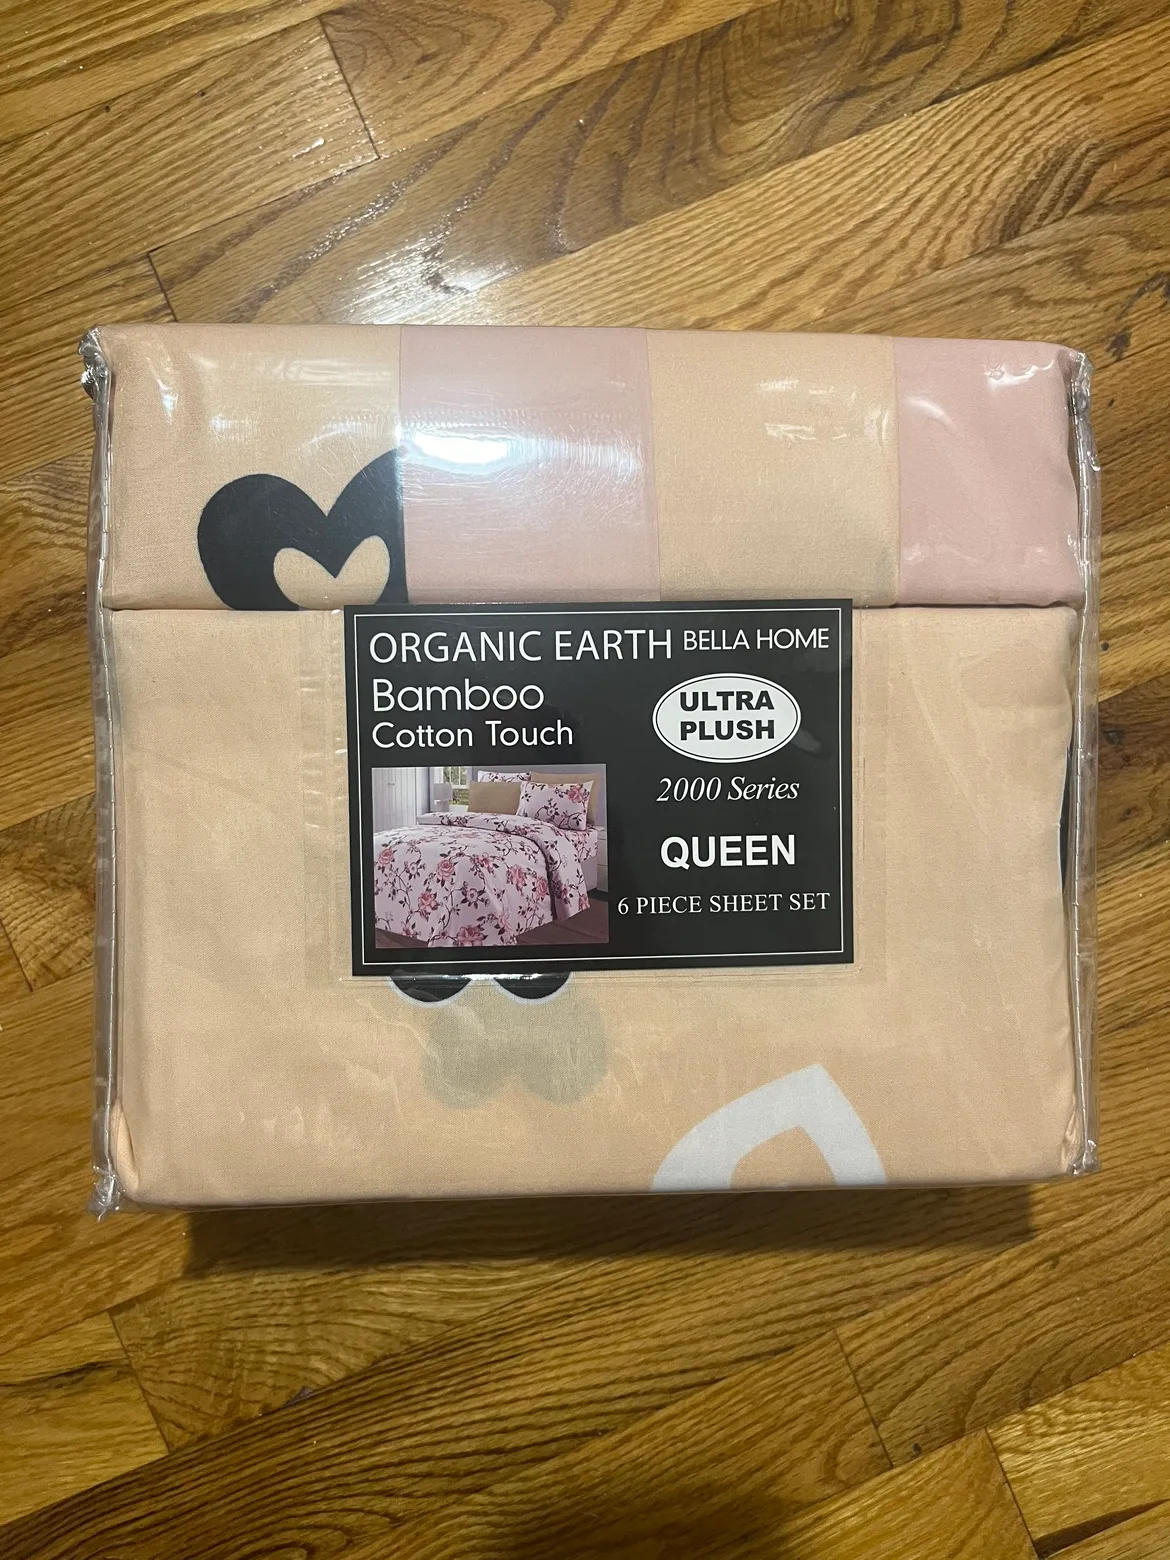 ORGANIC EARTH BELLA HOME
Bamboo
Cotton Touch
ULTRA
PLUSH
2000 Series
QUEEN
6 PIECE SHEET SET